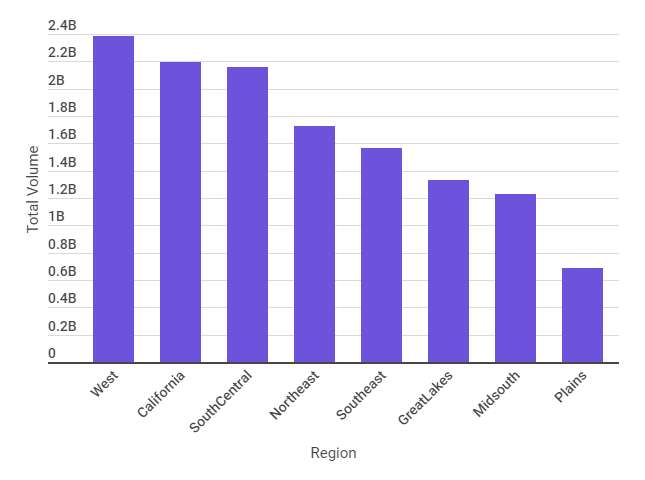 2.4B
2.2B
2B
1.8B
1.6B
1.4B
1.2B
1B
0.8B
0.6B
0.4B
0.2B
0
Total Volume
West
California
SouthCentral
Northeast
Southeast
GreatLakes
Midsouth
Plains
Region